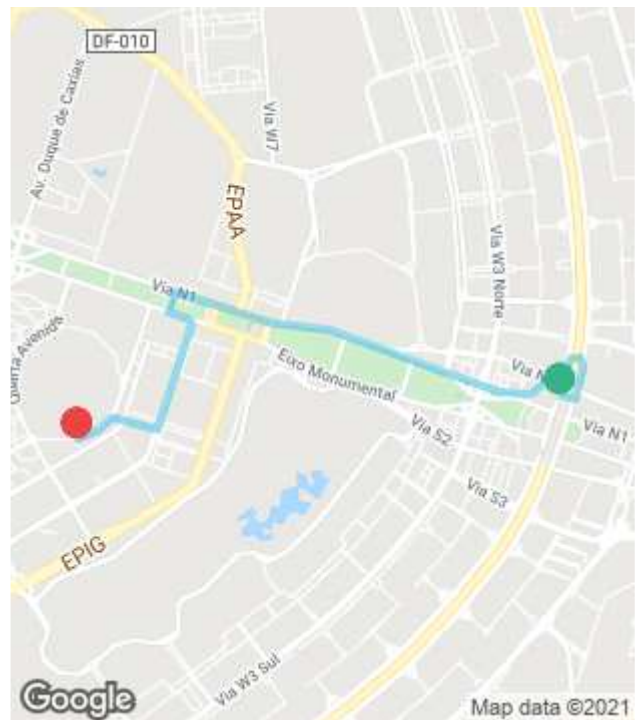 DF-010
Av. Duque de Caxias
Via W7
EPAA
Via W3 Norte
Via N1
Eixo Monumental
Via N1
Via S2
Via S3
EPIG
Via W3 Sul
Google
Map data ©2021